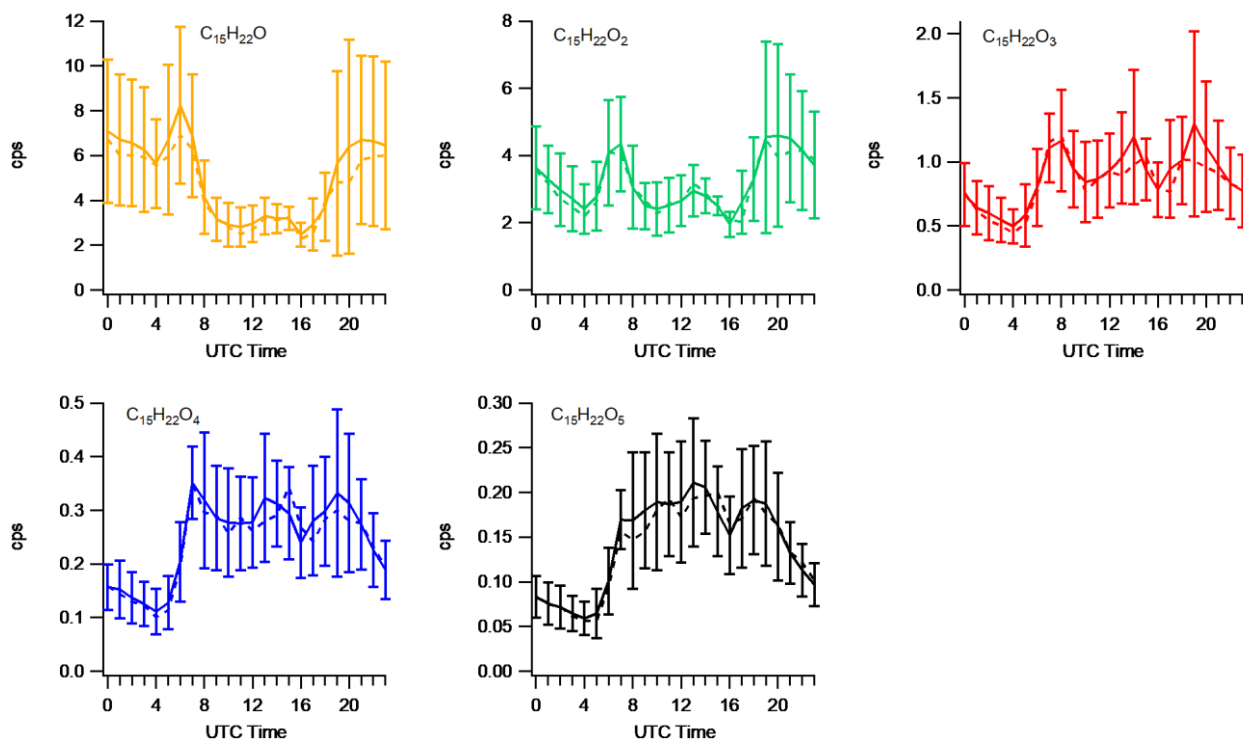 C₁₅H₂₂O
12
10
8
6
4
2
0
cps
0 4 8 12 16 20
UTC Time
C₁₅H₂₂O₂
8
6
4
2
0
cps
0 4 8 12 16 20
UTC Time
C₁₅H₂₂O₃
2.0
1.5
1.0
0.5
0.0
cps
0 4 8 12 16 20
UTC Time
C₁₅H₂₂O₄
0.5
0.4
0.3
0.2
0.1
0.0
cps
0 4 8 12 16 20
UTC Time
C₁₅H₂₂O₅
0.30
0.25
0.20
0.15
0.10
0.05
0.00
cps
0 4 8 12 16 20
UTC Time